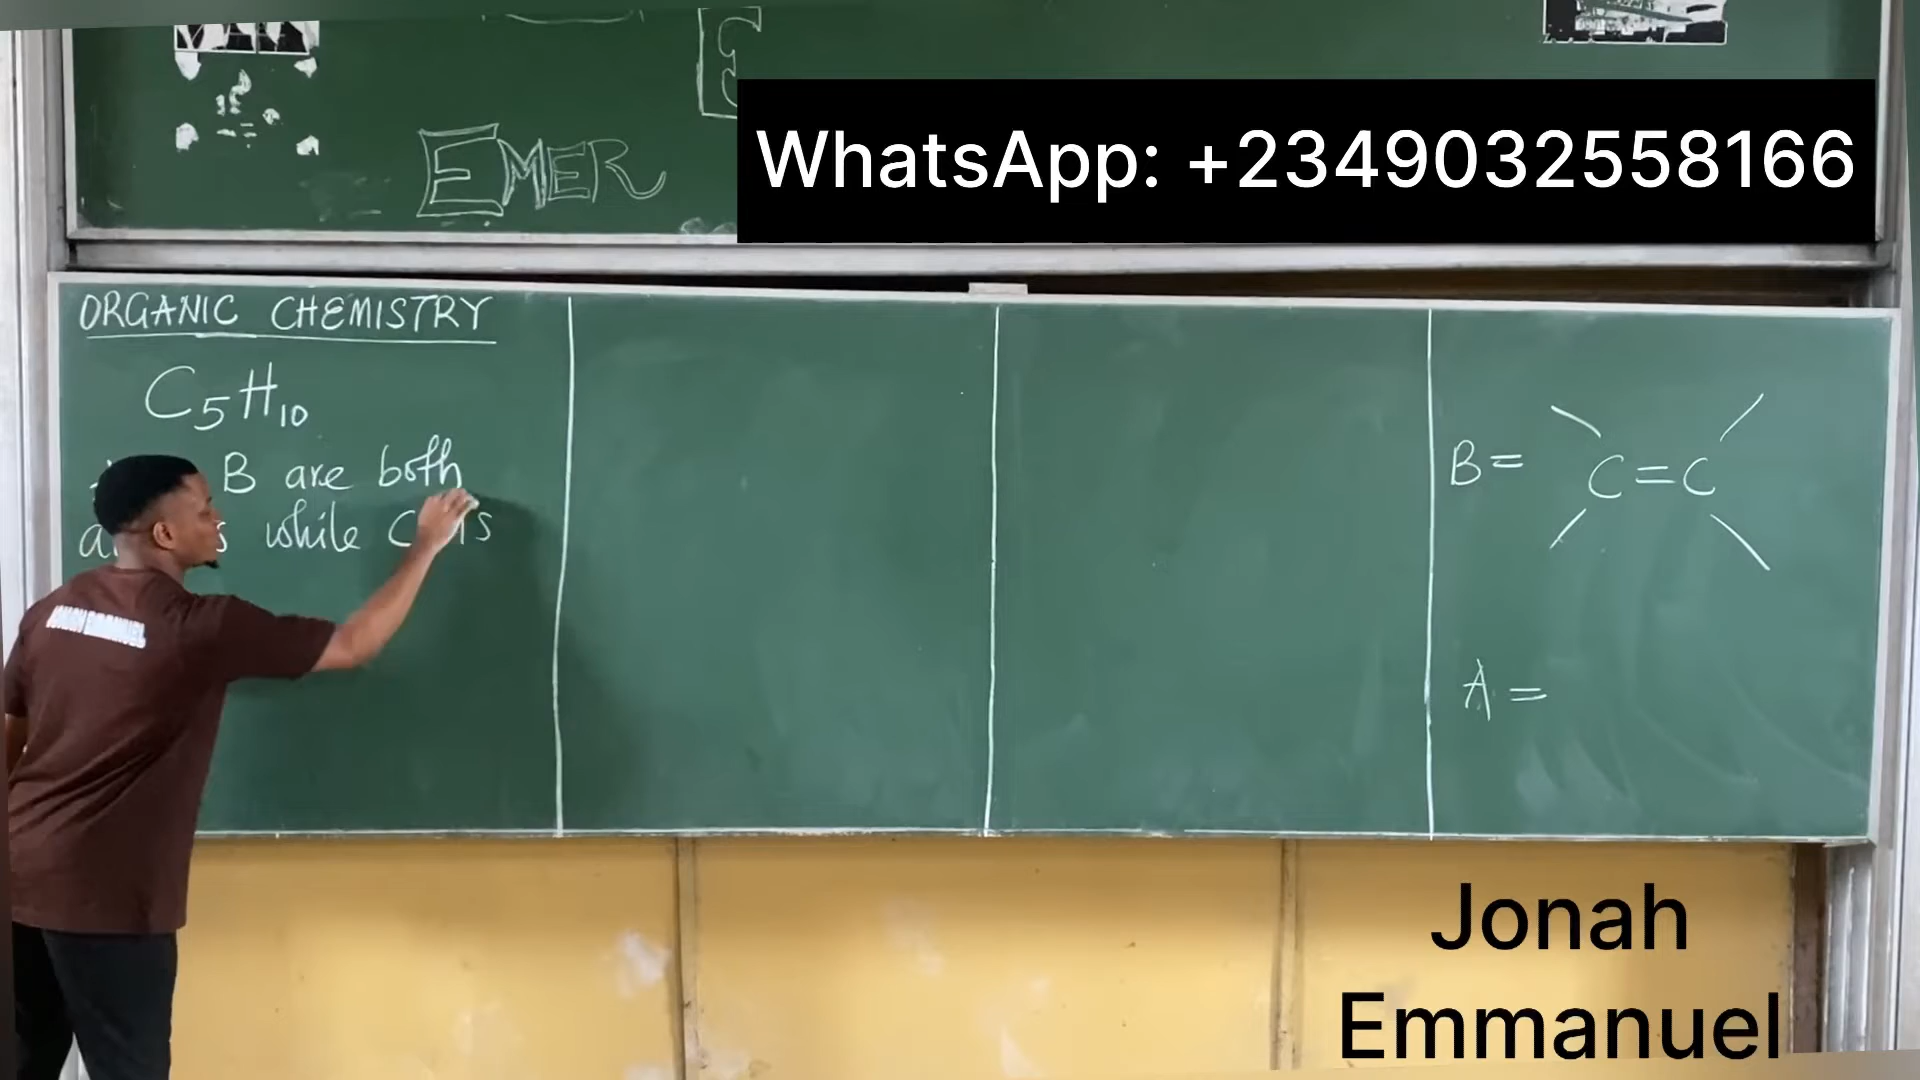 EMER
WhatsApp: +2349032558166
ORGANIC CHEMISTRY
C₅H₁₀
B are both
while C is
B = C=C
A =
Jonah
Emmanuel